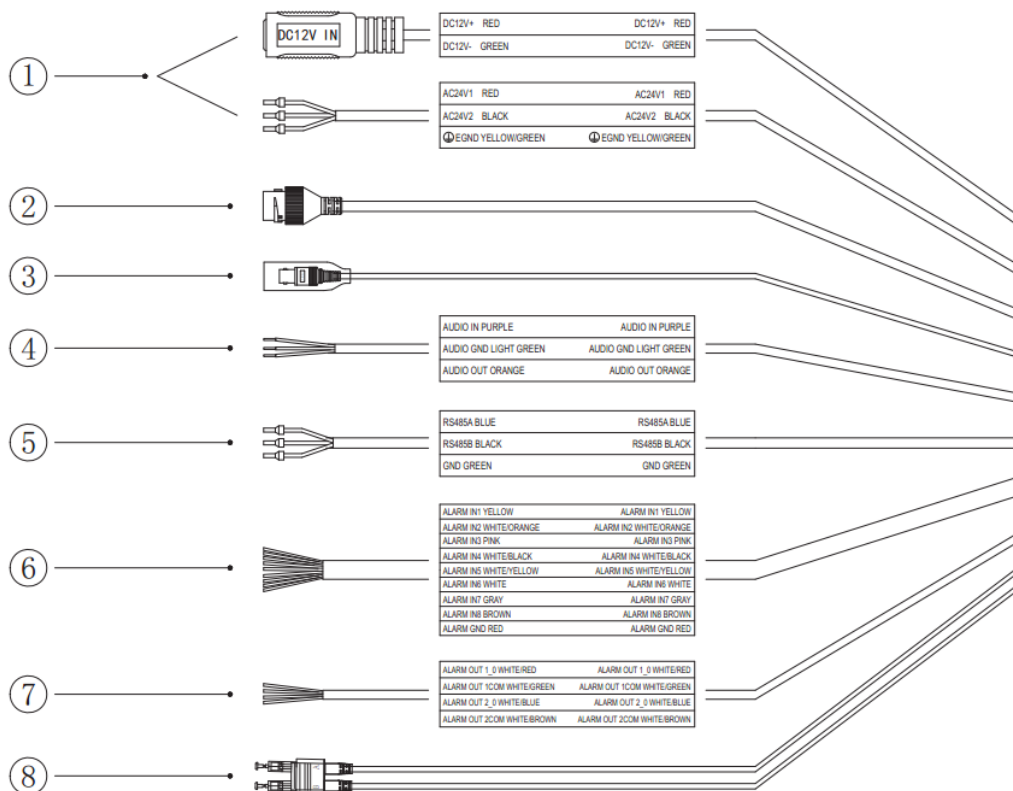 DC12V IN
DC12V+ RED DC12V+ RED
DC12V- GREEN DC12V- GREEN
①
AC24V1 RED AC24V1 RED
AC24V2 BLACK AC24V2 BLACK
EGND YELLOW/GREEN EGND YELLOW/GREEN
②
③
④
AUDIO IN PURPLE AUDIO IN PURPLE
AUDIO GND LIGHT GREEN AUDIO GND LIGHT GREEN
AUDIO OUT ORANGE AUDIO OUT ORANGE
⑤
RS485A BLUE RS485A BLUE
RS485B BLACK RS485B BLACK
GND GREEN GND GREEN
⑥
ALARM IN1 YELLOW ALARM IN1 YELLOW
ALARM IN2 WHITE/ORANGE ALARM IN2 WHITE/ORANGE
ALARM IN3 PINK ALARM IN3 PINK
ALARM IN4 WHITE/BLACK ALARM IN4 WHITE/BLACK
ALARM IN5 WHITE/YELLOW ALARM IN5 WHITE/YELLOW
ALARM IN6 WHITE ALARM IN6 WHITE
ALARM IN7 GRAY ALARM IN7 GRAY
ALARM IN8 BROWN ALARM IN8 BROWN
ALARM GND RED ALARM GND RED
⑦
ALARM OUT 1_0 WHITE/RED ALARM OUT 1_0 WHITE/RED
ALARM OUT 1COM WHITE/GREEN ALARM OUT 1COM WHITE/GREEN
ALARM OUT 2_0 WHITE/BLUE ALARM OUT 2_0 WHITE/BLUE
ALARM OUT 2COM WHITE/BROWN ALARM OUT 2COM WHITE/BROWN
⑧